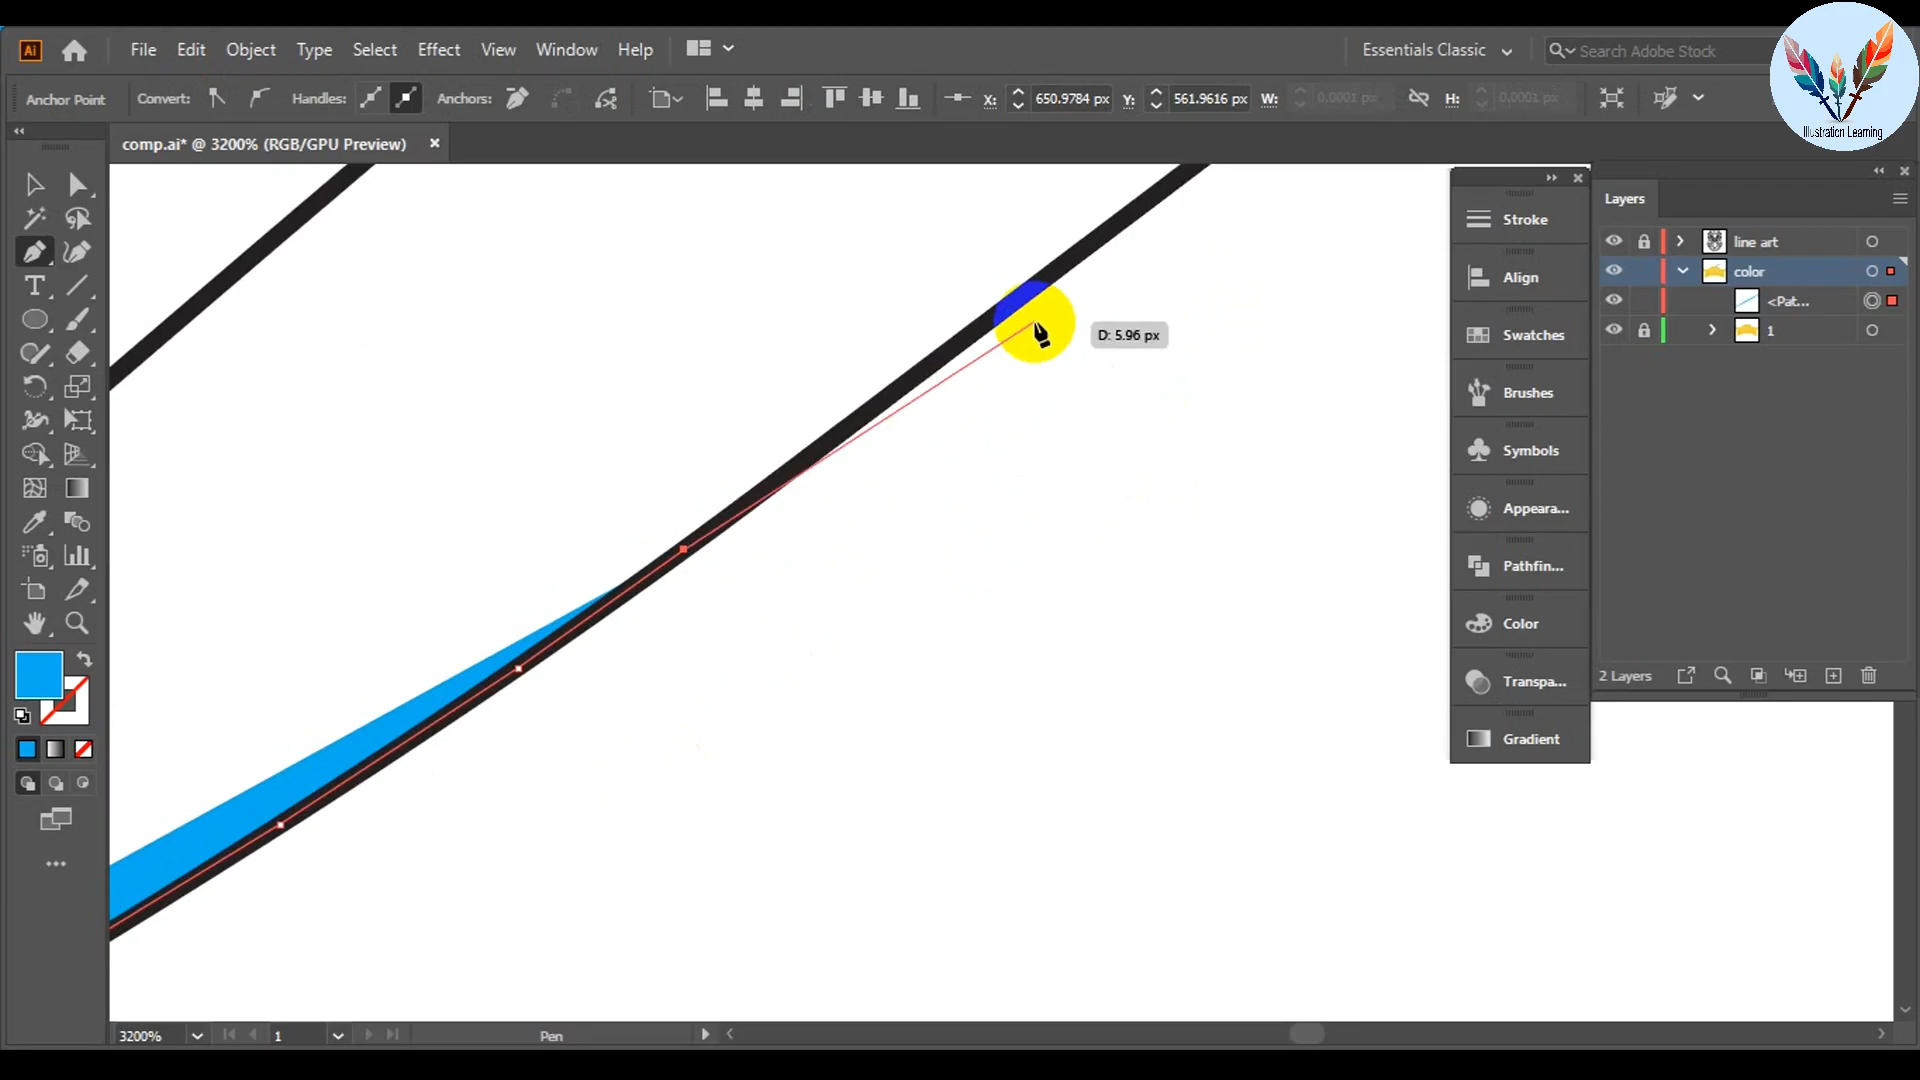 Ai File Edit Object Type Select Effect View Window Help Essentials Classic Search Adobe Stock
Illustration Learning
Anchor Point Convert: Handles: Anchors: X: 650.9784 px Y: 561.9616 px W: 0.0001 px H: 0.0001 px
comp.ai* @ 3200% (RGB/GPU Preview)
Layers
line art
color
<Pat...
1
Stroke
Align
Swatches
Brushes
Symbols
Appeara...
Pathfin...
Color
Transpa...
Gradient
D: 5.96 px
2 Layers
3200% 1 Pen